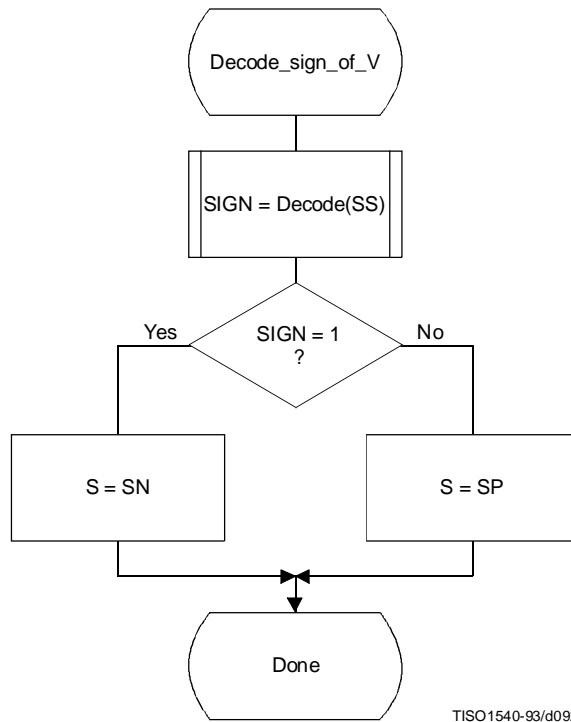 Decode_sign_of_V
SIGN = Decode(SS)
Yes
SIGN = 1
No
?
S = SN
S = SP
Done